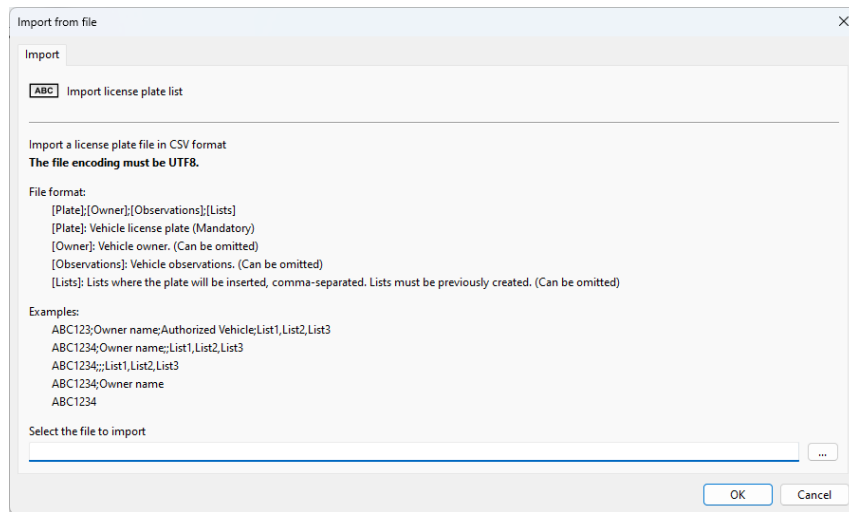 Import from file
Import
ABC Import license plate list
Import a license plate file in CSV format
The file encoding must be UTF8.
File format:
[Plate];[Owner];[Observations];[Lists]
[Plate]: Vehicle license plate (Mandatory)
[Owner]: Vehicle owner. (Can be omitted)
[Observations]: Vehicle observations. (Can be omitted)
[Lists]: Lists where the plate will be inserted, comma-separated. Lists must be previously created. (Can be omitted)
Examples:
ABC123;Owner name;Authorized Vehicle;List1,List2,List3
ABC1234;Owner name;;List1,List2,List3
ABC1234;;;List1,List2,List3
ABC1234;Owner name
ABC1234
Select the file to import
...
OK Cancel